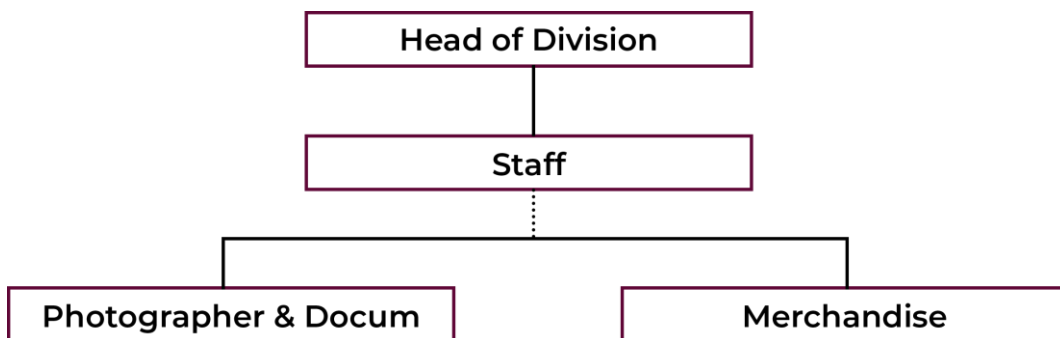 Head of Division
Staff
Photographer & Docum
Merchandise